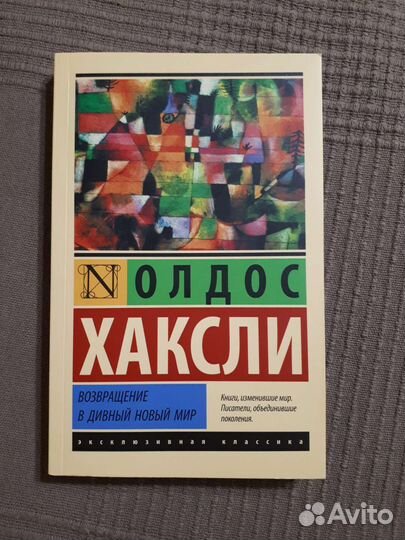 N ОЛДОС
ХАКСЛИ
ВОЗВРАЩЕНИЕ
В ДИВНЫЙ НОВЫЙ МИР
Книги, изменившие мир.
Писатели, объединившие
поколения.
эксклюзивная классика
Avito